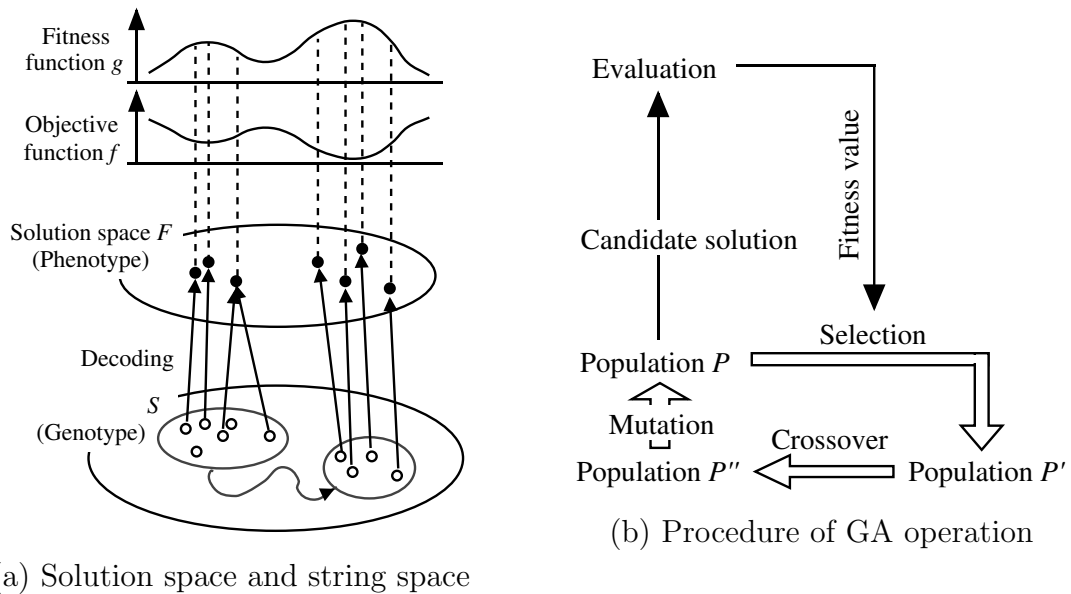 Fitness
function g
Objective
function f
Solution space F
(Phenotype)
Decoding
S
(Genotype)
(a) Solution space and string space
Evaluation
Fitness value
Candidate solution
Selection
Population P
Mutation
Crossover
Population P″
Population P′
(b) Procedure of GA operation